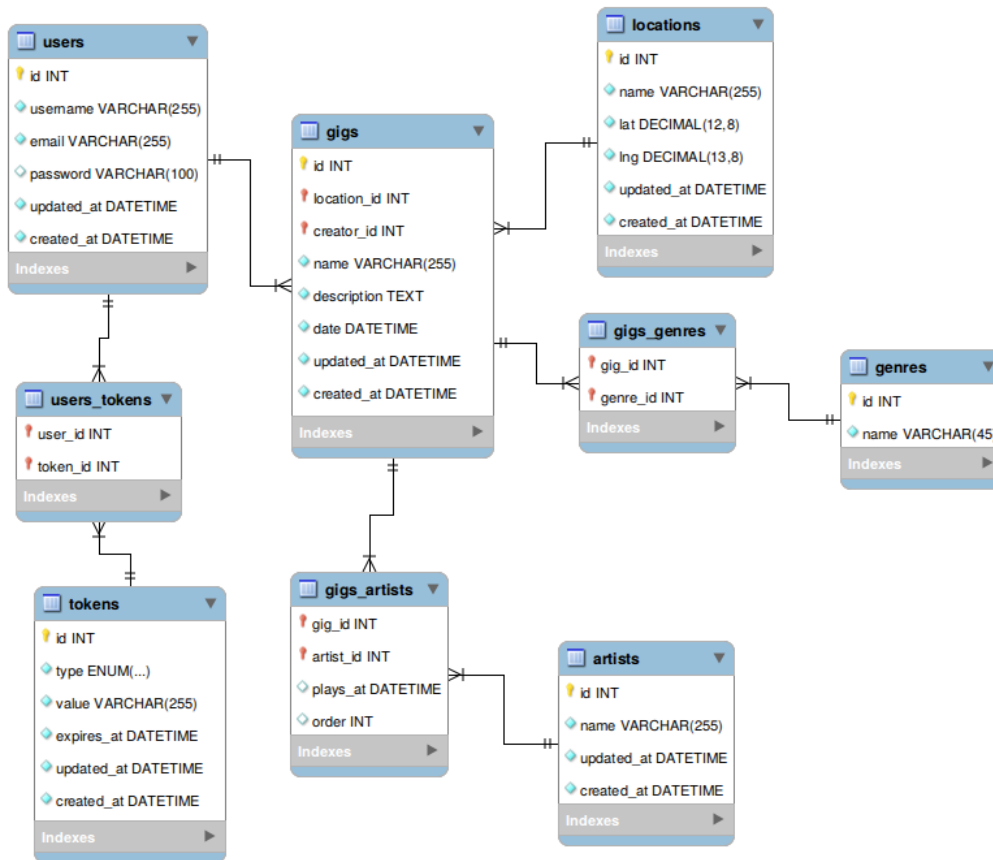 users
id INT
username VARCHAR(255)
email VARCHAR(255)
password VARCHAR(100)
updated_at DATETIME
created_at DATETIME
Indexes
locations
id INT
name VARCHAR(255)
lat DECIMAL(12,8)
lng DECIMAL(13,8)
updated_at DATETIME
created_at DATETIME
Indexes
gigs
id INT
location_id INT
creator_id INT
name VARCHAR(255)
description TEXT
date DATETIME
updated_at DATETIME
created_at DATETIME
Indexes
gigs_genres
gig_id INT
genre_id INT
Indexes
genres
id INT
name VARCHAR(45
Indexes
users_tokens
user_id INT
token_id INT
Indexes
tokens
id INT
type ENUM(...)
value VARCHAR(255)
expires_at DATETIME
updated_at DATETIME
created_at DATETIME
Indexes
gigs_artists
gig_id INT
artist_id INT
plays_at DATETIME
order INT
Indexes
artists
id INT
name VARCHAR(255)
updated_at DATETIME
created_at DATETIME
Indexes